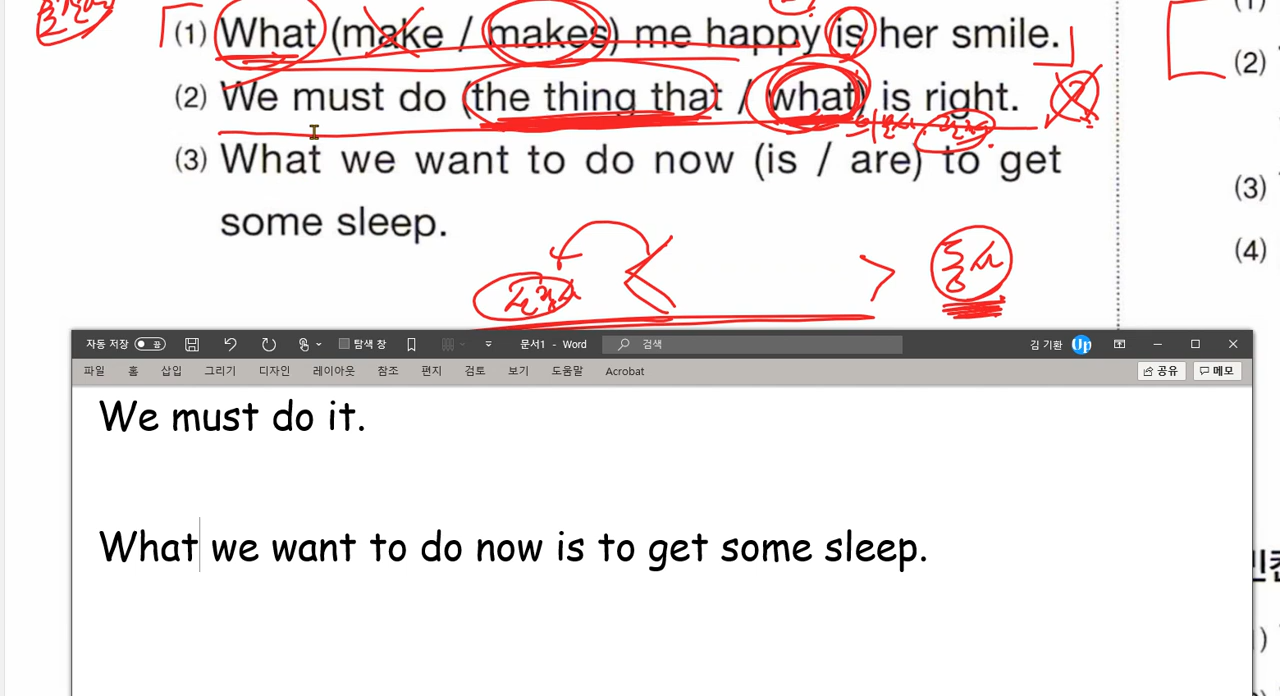 (1) What (make / makes) me happy is her smile.
(2) We must do (the thing that / what) is right.
(3) What we want to do now (is / are) to get
some sleep.
동사
(2)
(3)
(4)
자동 저장 끔 탐색 창 문서1 - Word 검색 김 기환 Up
파일 홈 삽입 그리기 디자인 레이아웃 참조 편지 검토 보기 도움말 Acrobat 공유 메모
We must do it.
What we want to do now is to get some sleep.